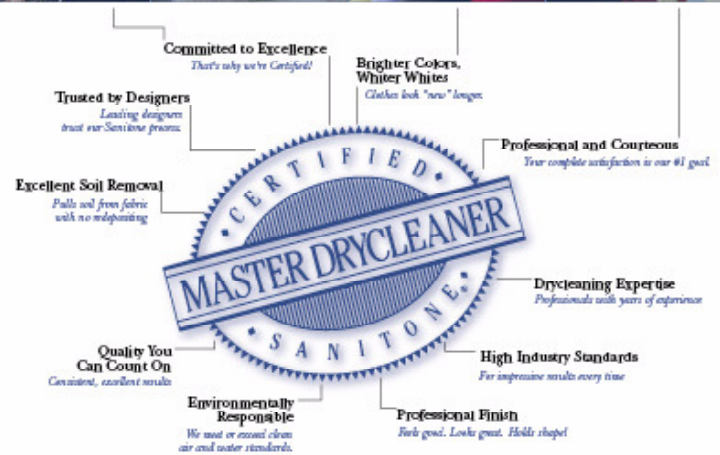 Committed to Excellence
That's why we're Certified!
Brighter Colors,
Whiter Whites
Clothes look "new" longer.
Trusted by Designers
Leading designers
trust our Sanitone process.
Professional and Courteous
Your complete satisfaction is our #1 goal.
Excellent Soil Removal
Pulls soil from fabric
with no redepositing
CERTIFIED
MASTER DRYCLEANER
SANITONE
Drycleaning Expertise
Professionals with years of experience
Quality You
Can Count On
Consistent, excellent results
High Industry Standards
For impressive results every time
Environmentally
Responsible
We meet or exceed clean
air and water standards.
Professional Finish
Feels good. Looks great. Holds shape!